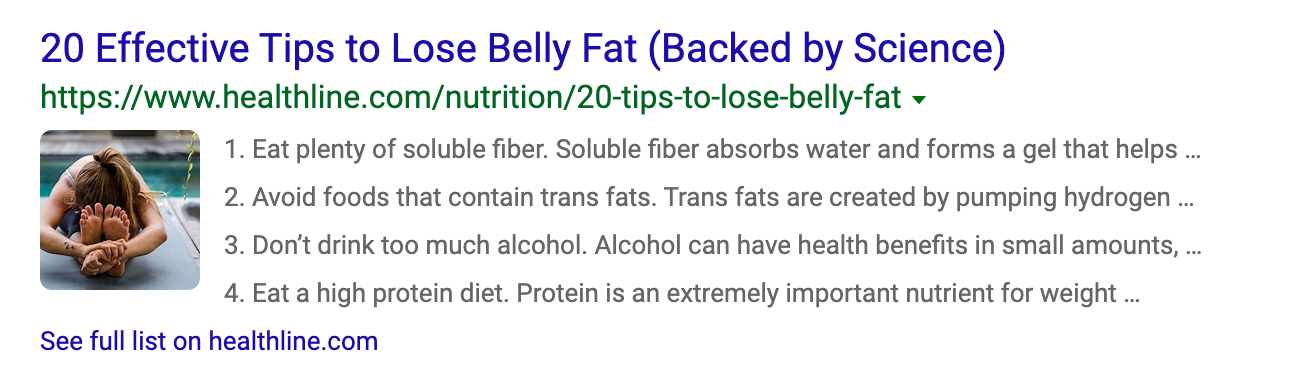 20 Effective Tips to Lose Belly Fat (Backed by Science)
https://www.healthline.com/nutrition/20-tips-to-lose-belly-fat
1. Eat plenty of soluble fiber. Soluble fiber absorbs water and forms a gel that helps ...
2. Avoid foods that contain trans fats. Trans fats are created by pumping hydrogen ...
3. Don’t drink too much alcohol. Alcohol can have health benefits in small amounts, ...
4. Eat a high protein diet. Protein is an extremely important nutrient for weight ...
See full list on healthline.com